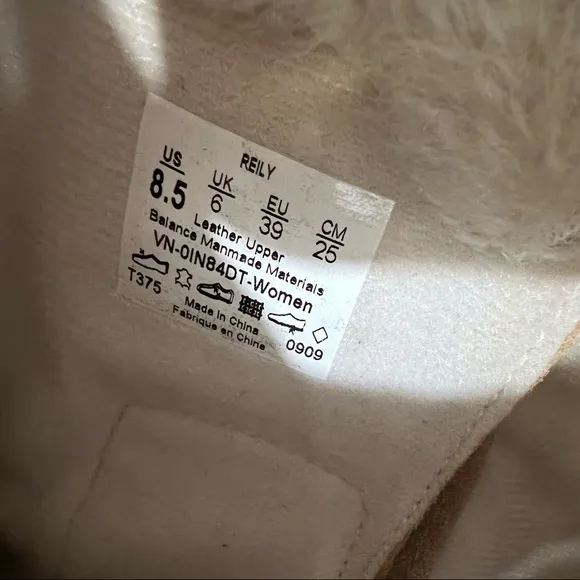 REILY
US UK EU CM
8.5 6 39 25
Leather Upper
Balance Manmade Materials
VN-0IN84DT-Women
T375 0909
Made in China
Fabrique en Chine